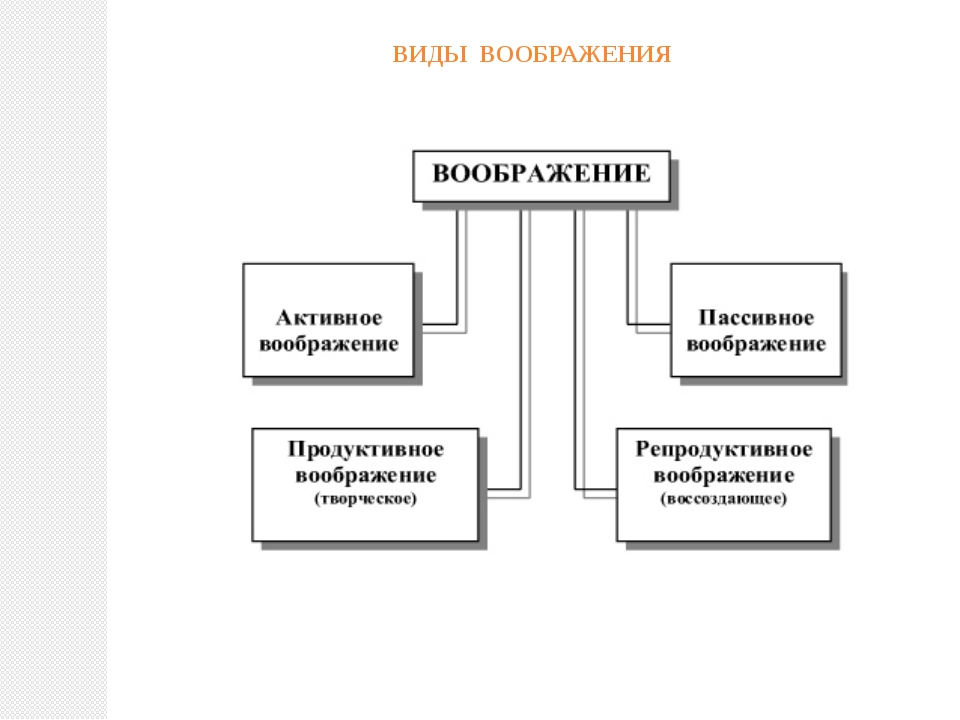 ВИДЫ ВООБРАЖЕНИЯ
ВООБРАЖЕНИЕ
Активное
воображение
Пассивное
воображение
Продуктивное
воображение
(творческое)
Репродуктивное
воображение
(воссоздающее)